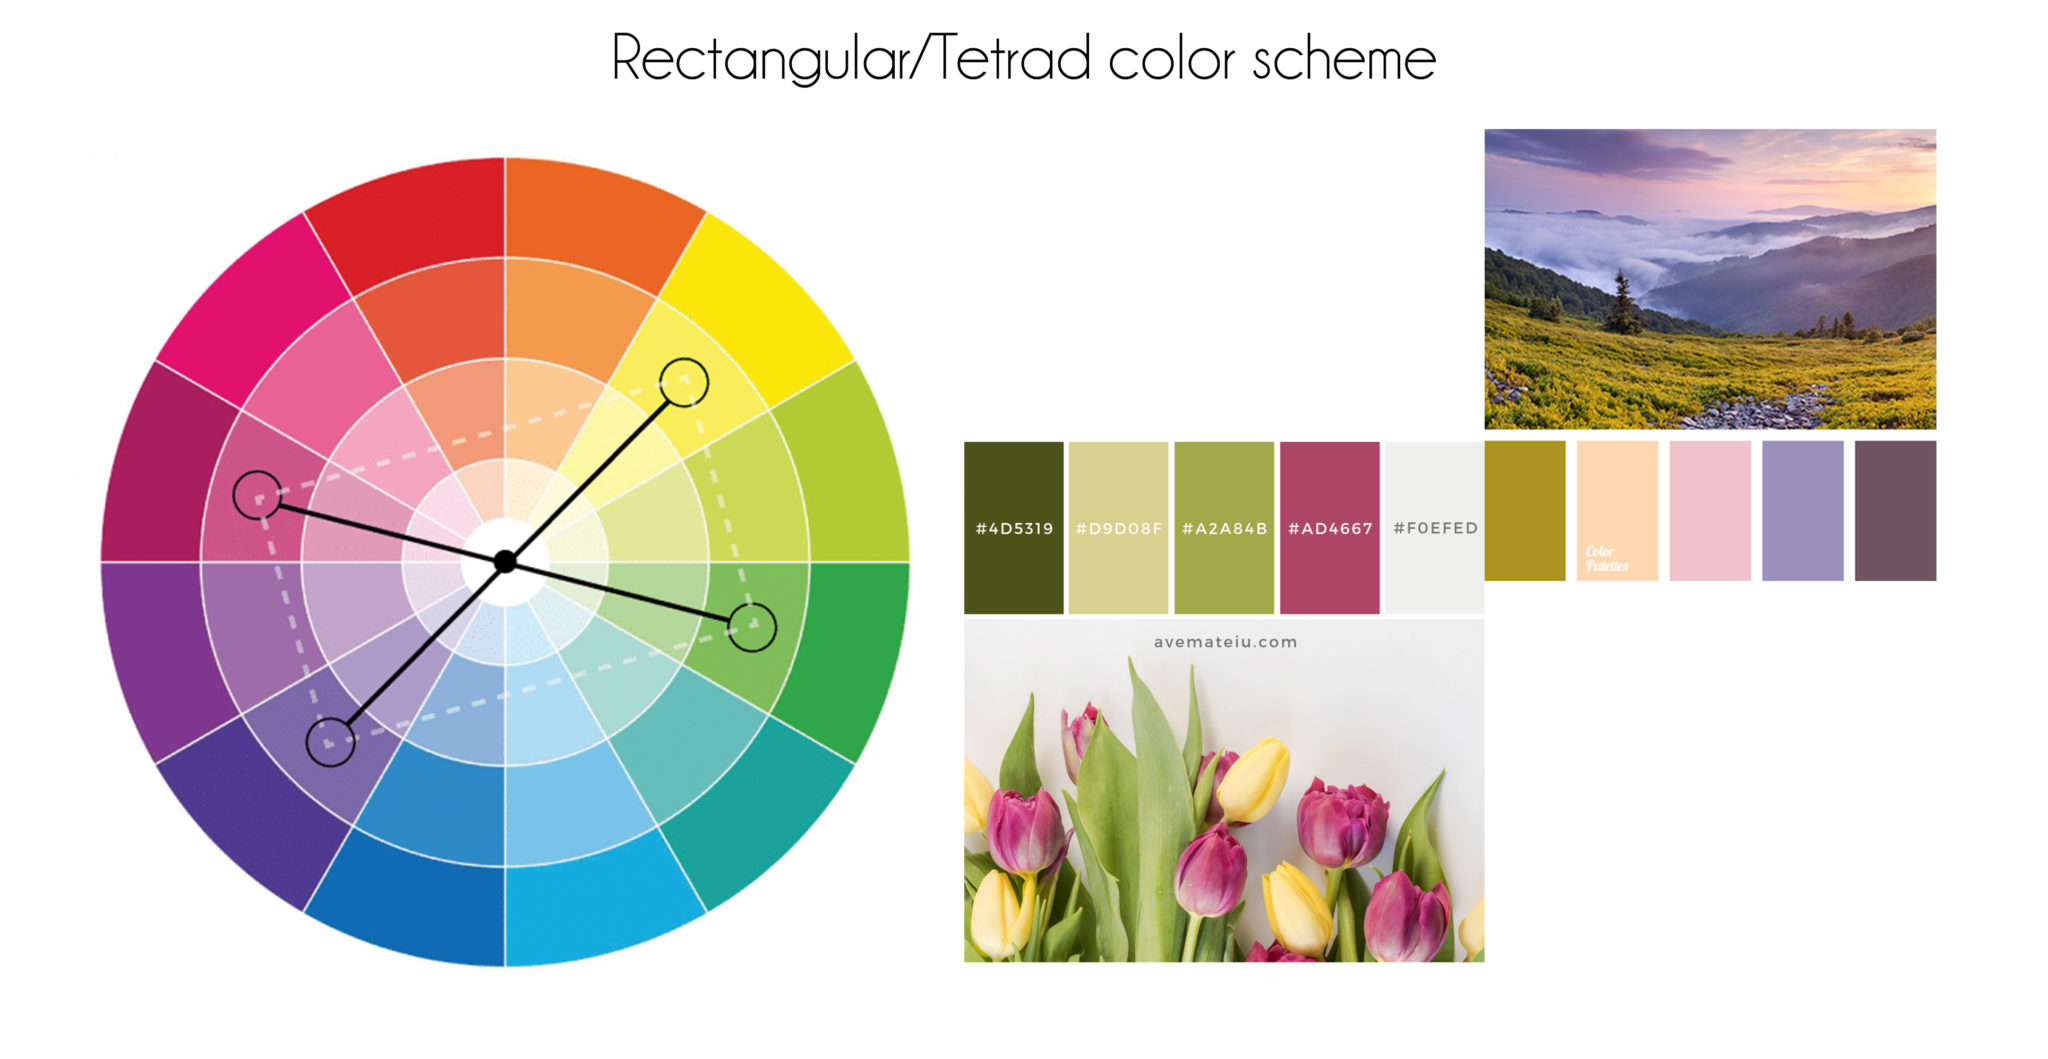 Rectangular/Tetrad color scheme
#4D5319
#D9D08F
#A2A84B
#AD4667
#F0EFED
Color
Palettes
avemateiu.com